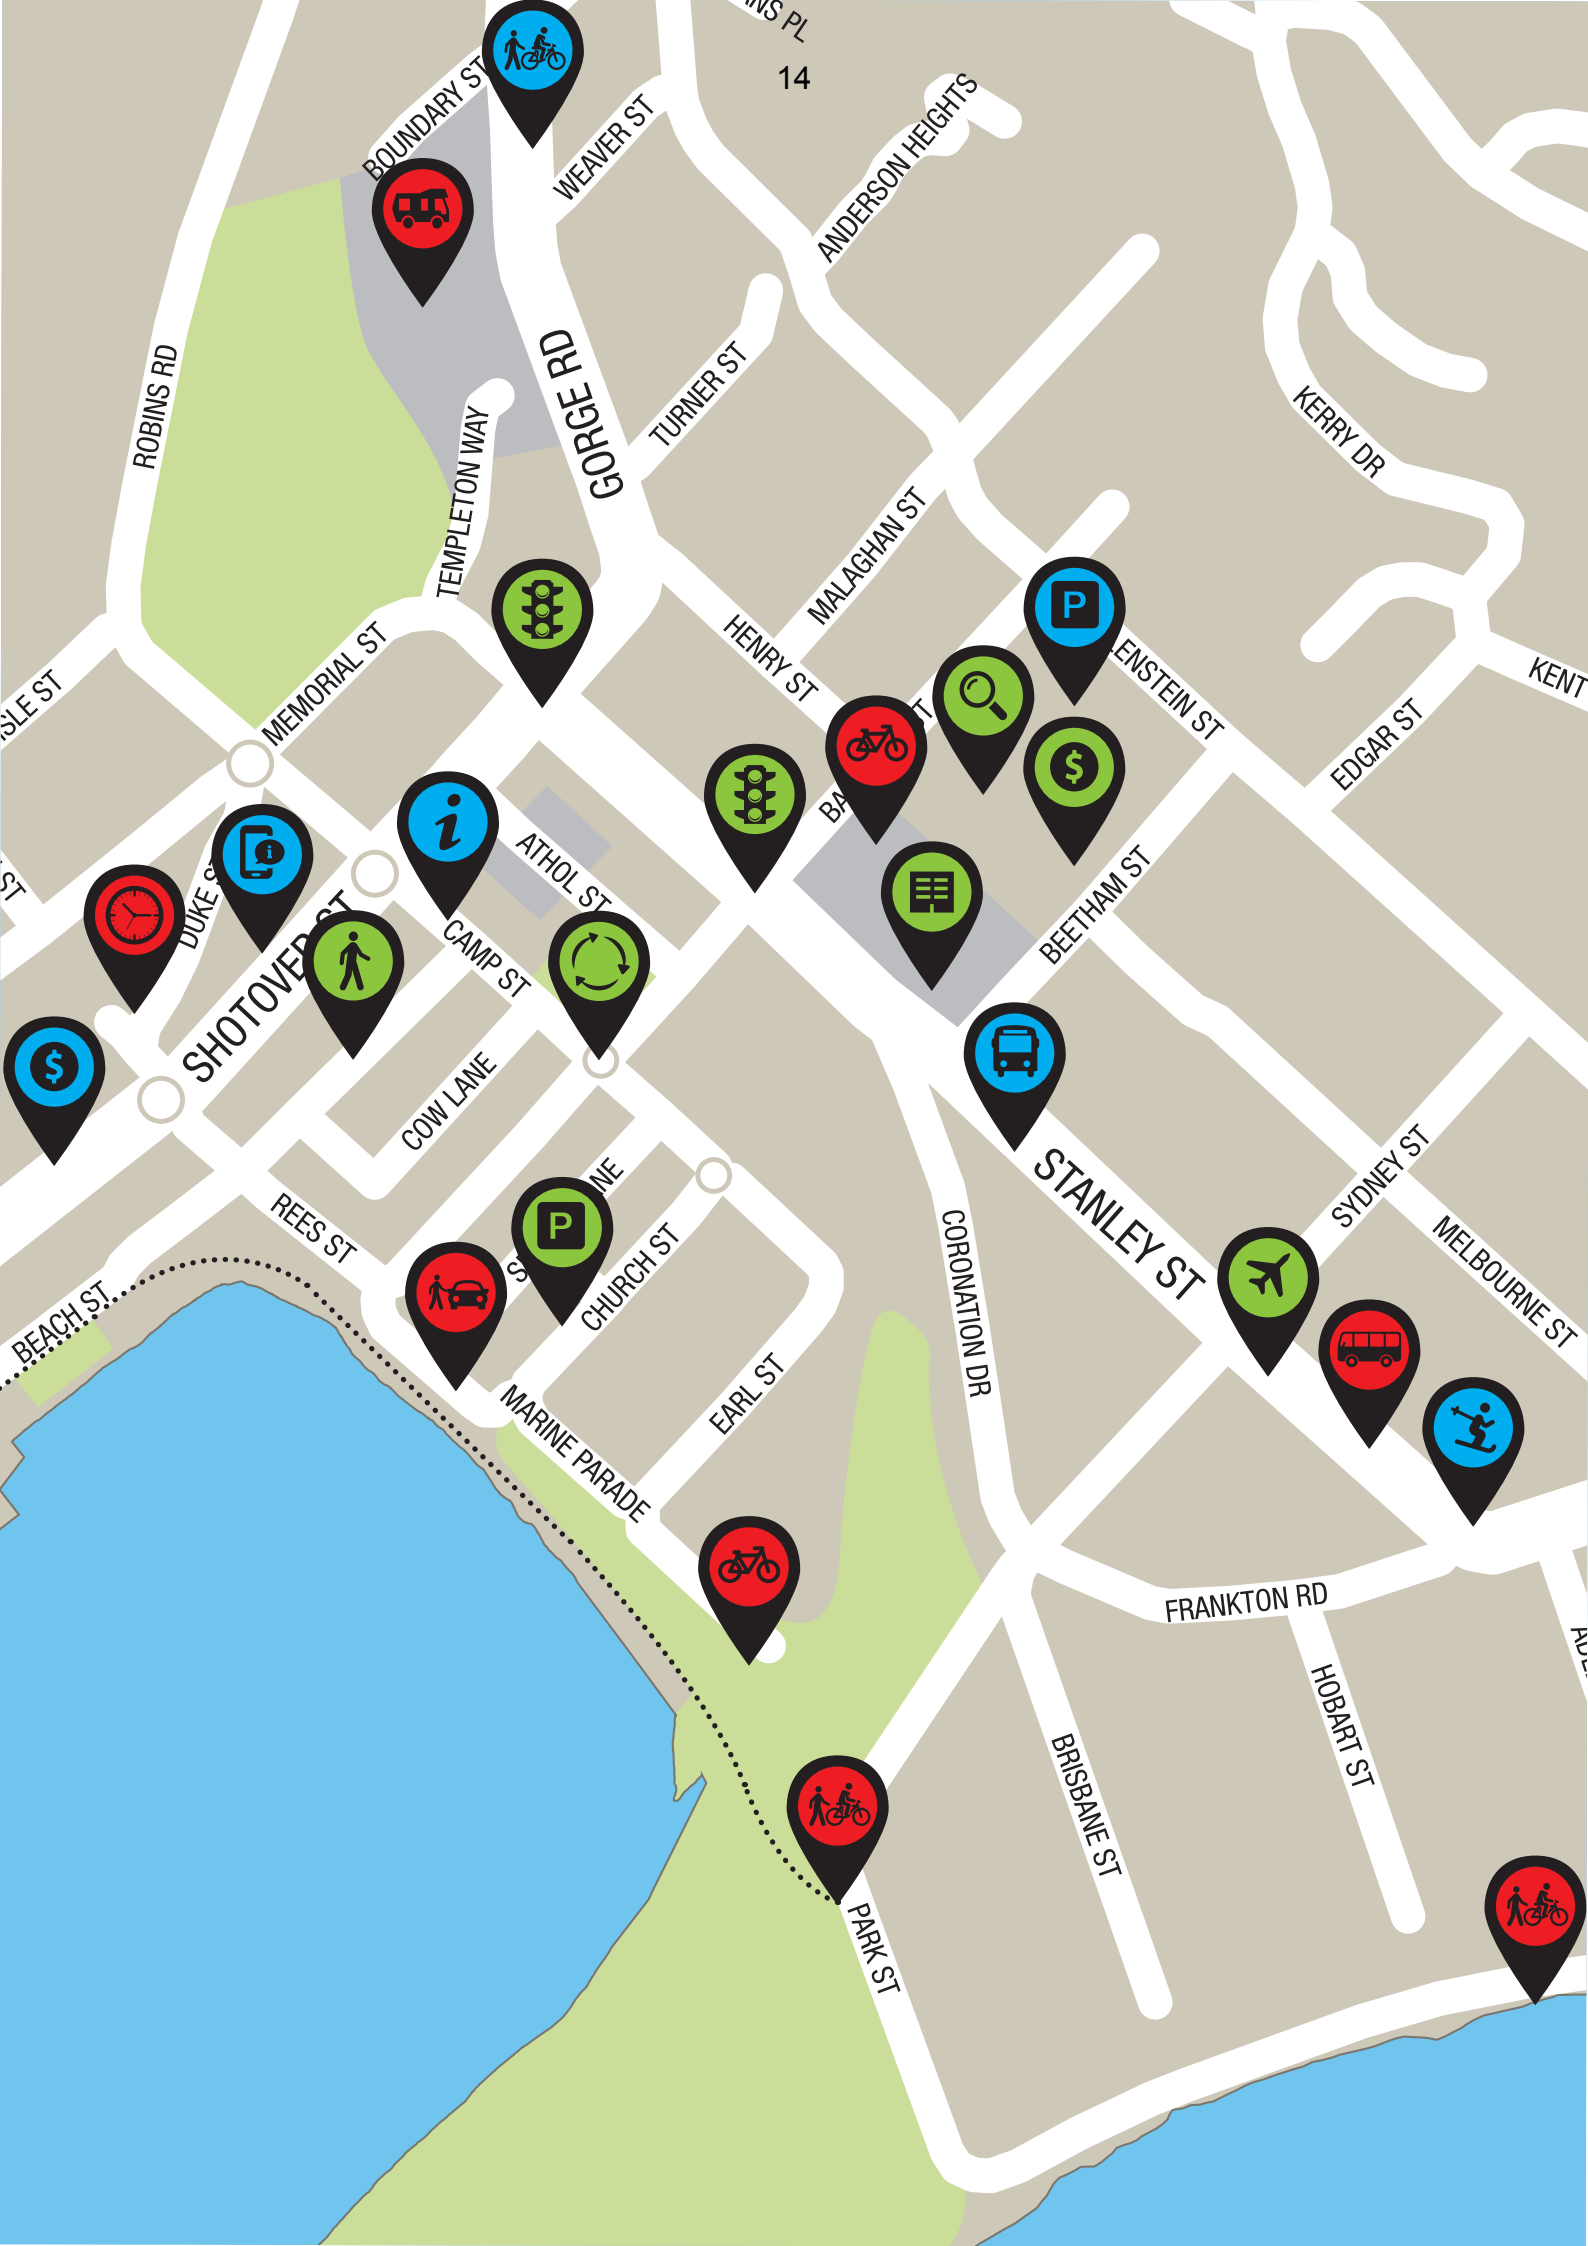 14
BOUNDARY ST
WEAVER ST
ANDERSON HEIGHTS
ROBINS RD
GORGE RD
TURNER ST
TEMPLETON WAY
MALAGHAN ST
KERRY DR
HENRY ST
MEMORIAL ST
P
KENT
EDGAR ST
i
$
ATHOL ST
BEETHAM ST
DUKE
CAMP ST
SHOTOVER ST
$
COW LANE
REES ST
P
CHURCH ST
STANLEY ST
SYDNEY ST
MELBOURNE ST
CORONATION DR
BEACH ST
EARL ST
MARINE PARADE
FRANKTON RD
HOBART ST
BRISBANE ST
PARK ST